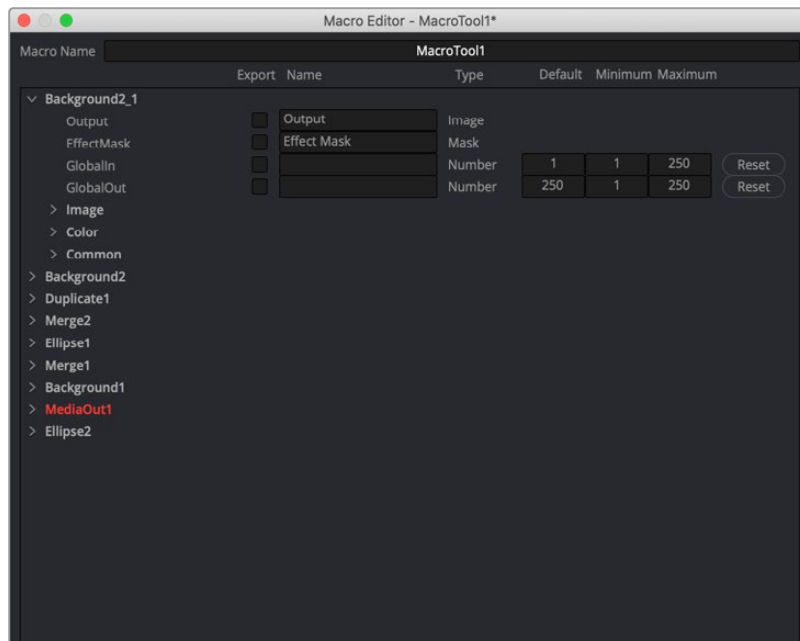 Macro Editor - MacroTool1*
Macro Name MacroTool1
Export Name Type Default Minimum Maximum
Background2_1
Output Output Image
EffectMask Effect Mask Mask
GlobalIn Number 1 1 250 Reset
GlobalOut Number 250 1 250 Reset
Image
Color
Common
Background2
Duplicate1
Merge2
Ellipse1
Merge1
Background1
MediaOut1
Ellipse2